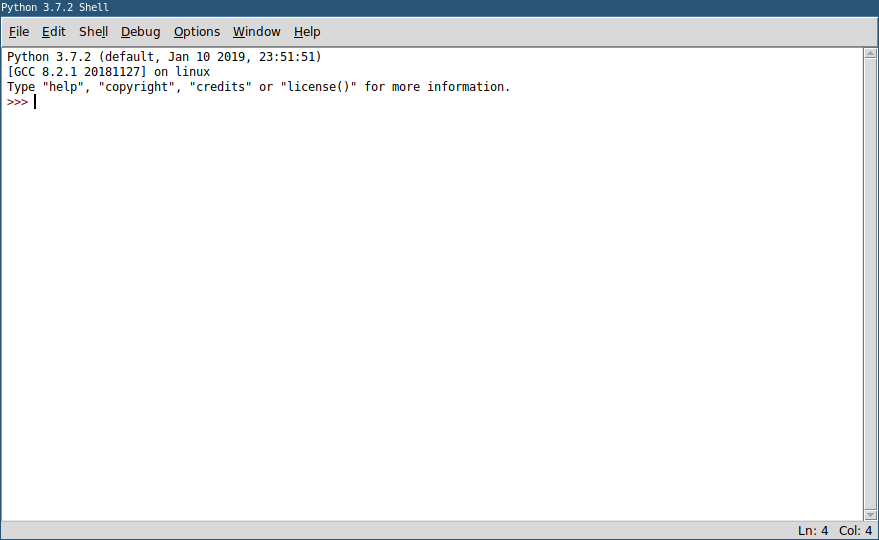 Python 3.7.2 Shell
File Edit Shell Debug Options Window Help
Python 3.7.2 (default, Jan 10 2019, 23:51:51)
[GCC 8.2.1 20181127] on linux
Type "help", "copyright", "credits" or "license()" for more information.
>>>
Ln: 4 Col: 4